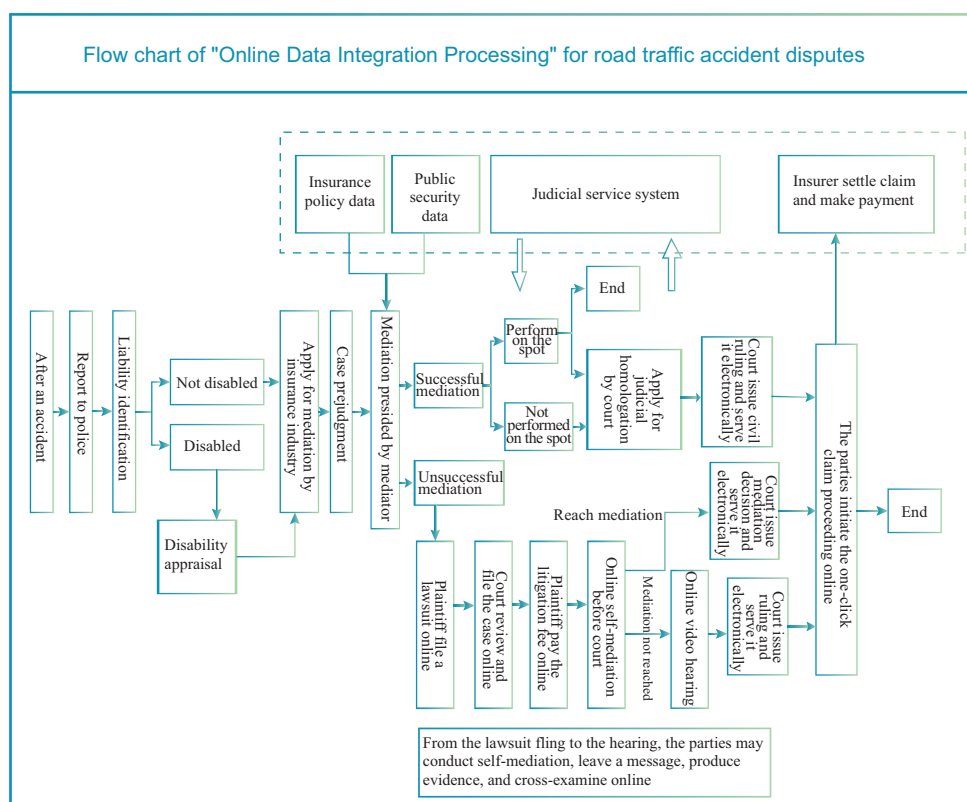 Flow chart of "Online Data Integration Processing" for road traffic accident disputes
Insurance
policy data
Public
security
data
Judicial service system
Insurer settle claim
and make payment
After an accident
Report to police
Liability identification
Not disabled
Disabled
Disability
appraisal
Apply for mediation by
insurance industry
Case prejudgment
Mediation presided by mediator
Successful
mediation
Unsuccessful
mediation
Perform
on the
spot
Not
performed
on the spot
End
Apply for
judicial
homologation
by court
Court issue civil
ruling and serve
it electronically
Reach mediation
Court issue
mediation
decision and
serve it
electronically
Plaintiff file a
lawsuit online
Court review and
file the case online
Plaintiff pay the
litigation fee online
Online self-mediation
before court
Mediation not reached
Online video hearing
Court issue
ruling and
serve it
electronically
The parties initiate the one-click
claim proceeding online
End
From the lawsuit fling to the hearing, the parties may
conduct self-mediation, leave a message, produce
evidence, and cross-examine online